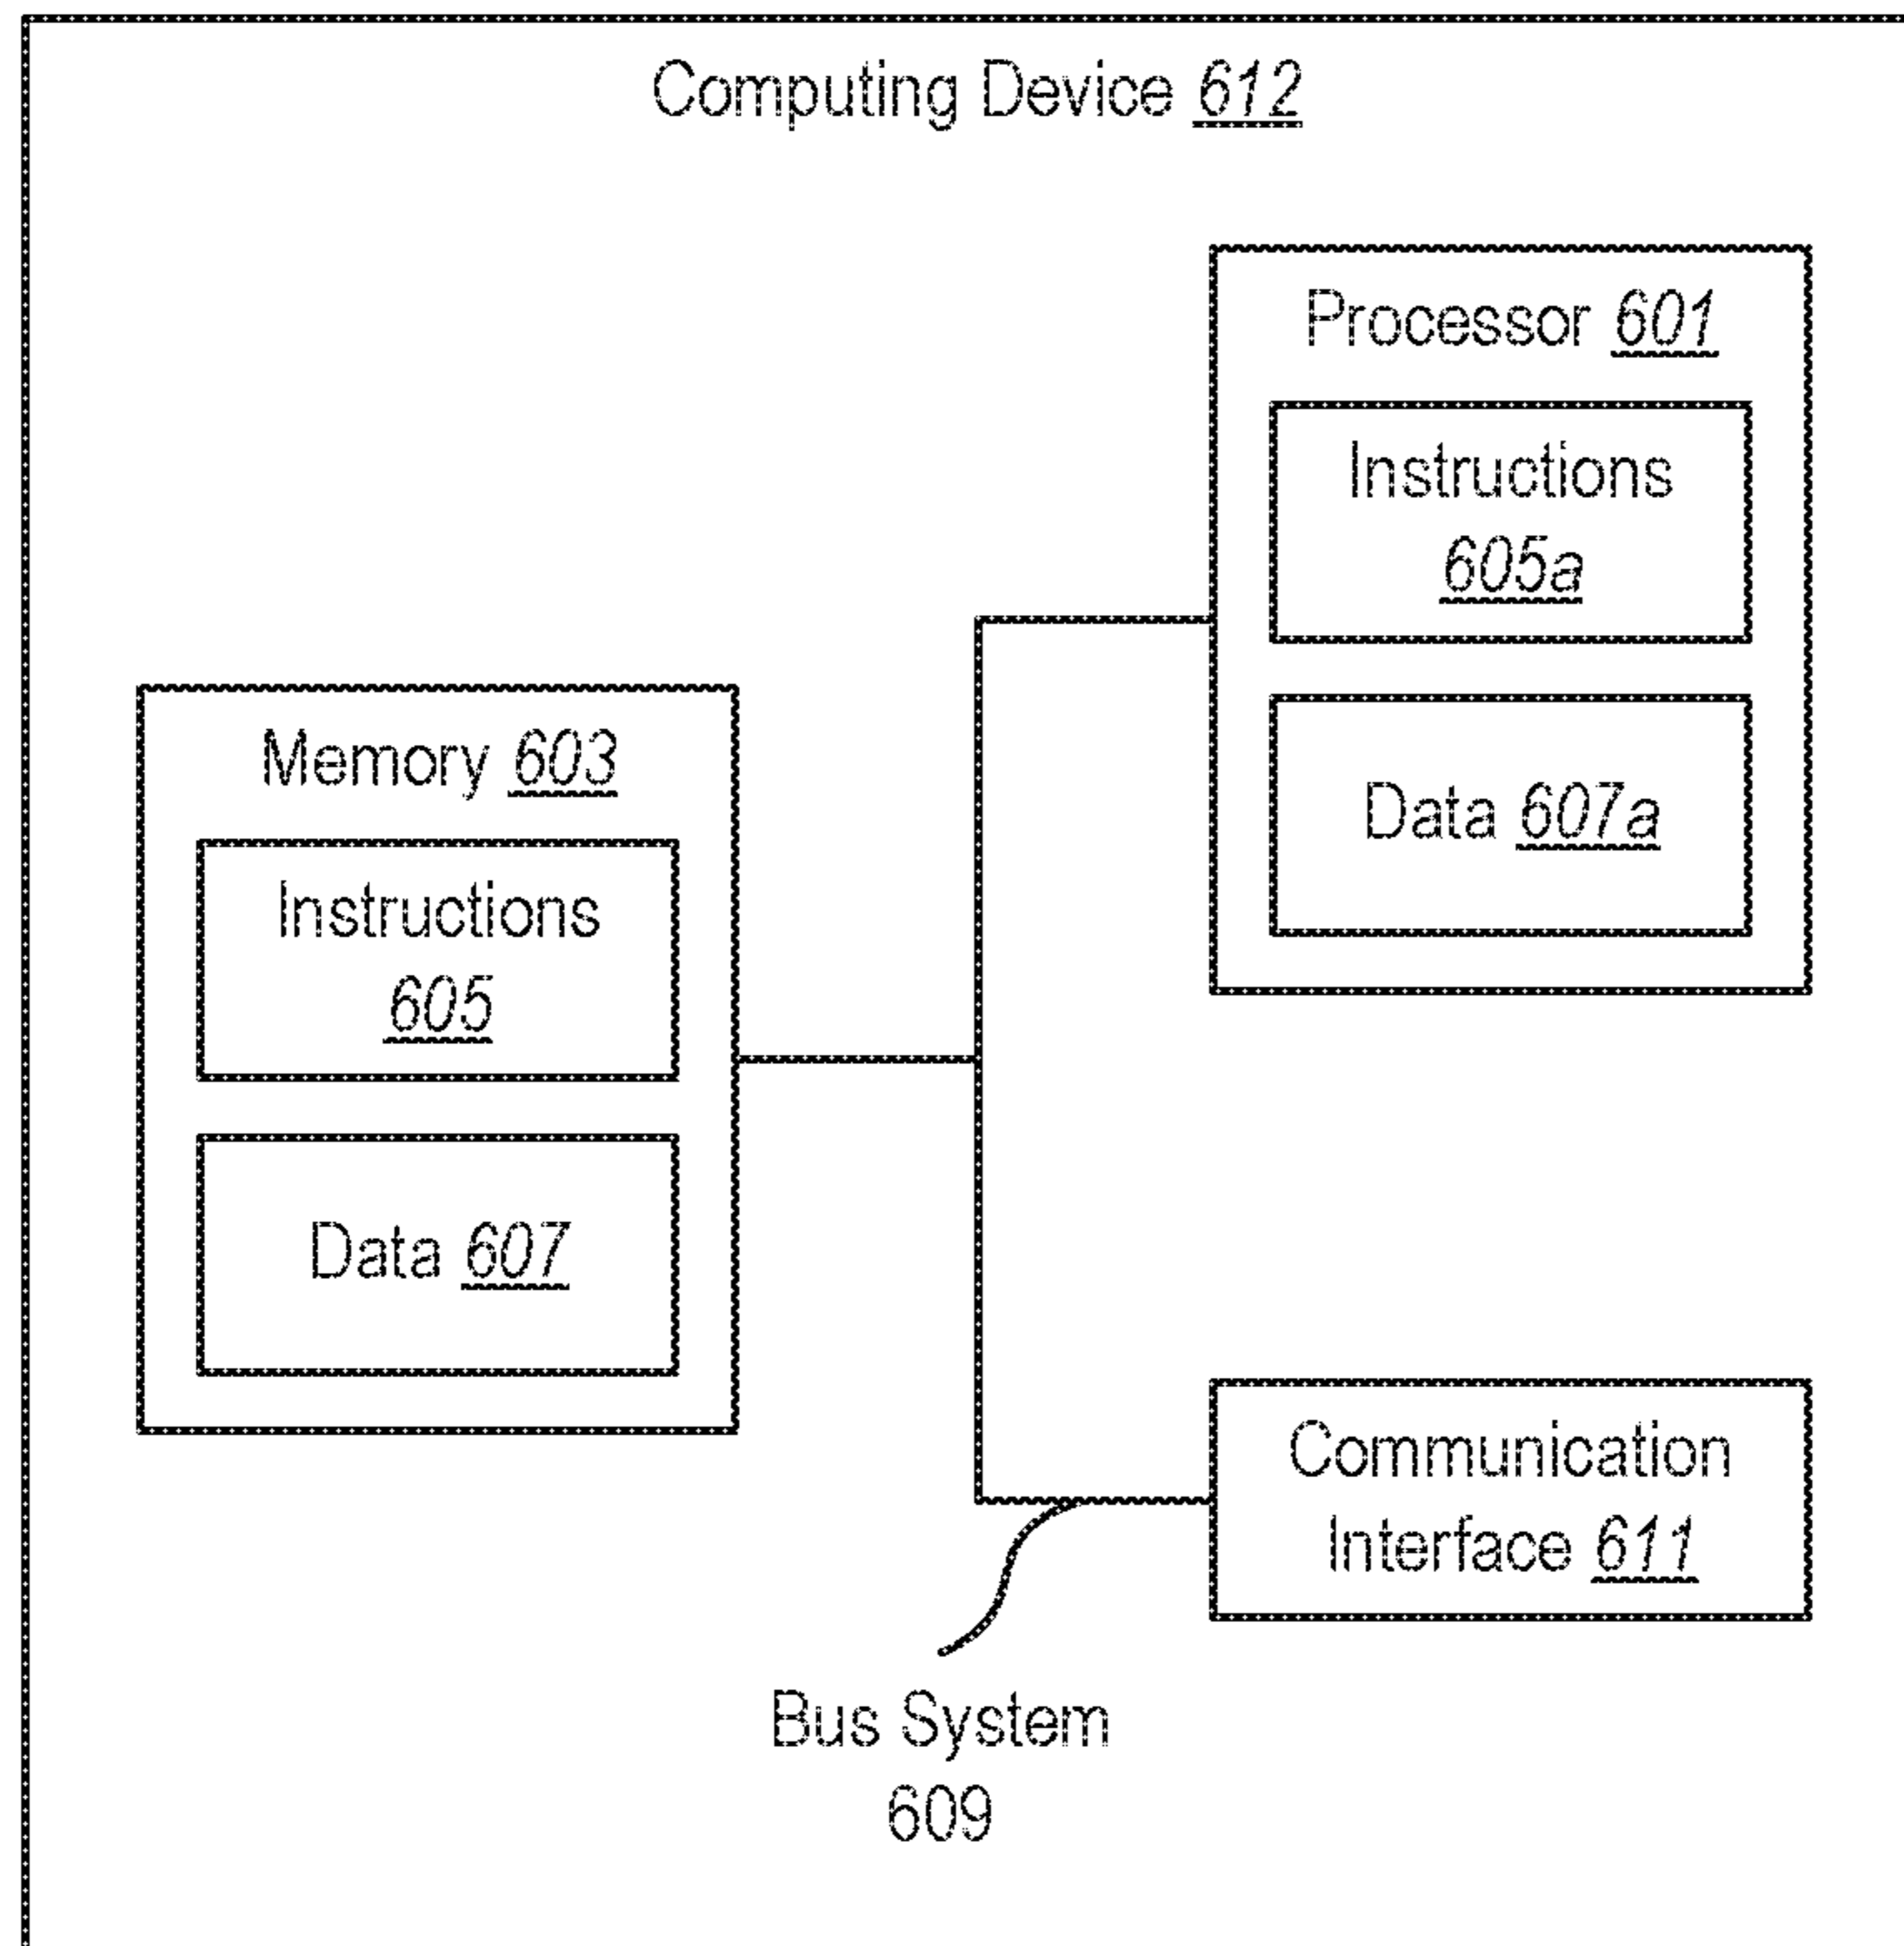 Computing Device 612
Processor 601
Instructions
605a
Data 607a
Memory 603
Instructions
605
Data 607
Communication
Interface 611
Bus System
609